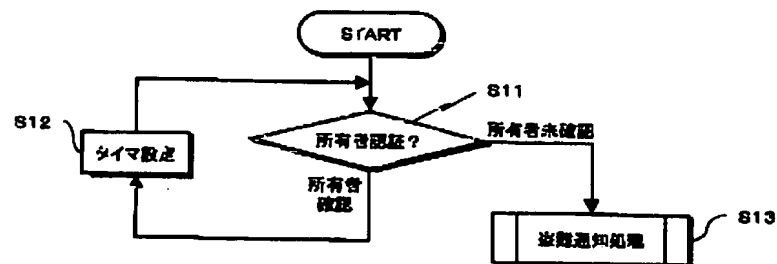 START
S11
S12
所有者認証?
所有者未確認
タイマ設定
所有者
確認
S13
盗難通知処理